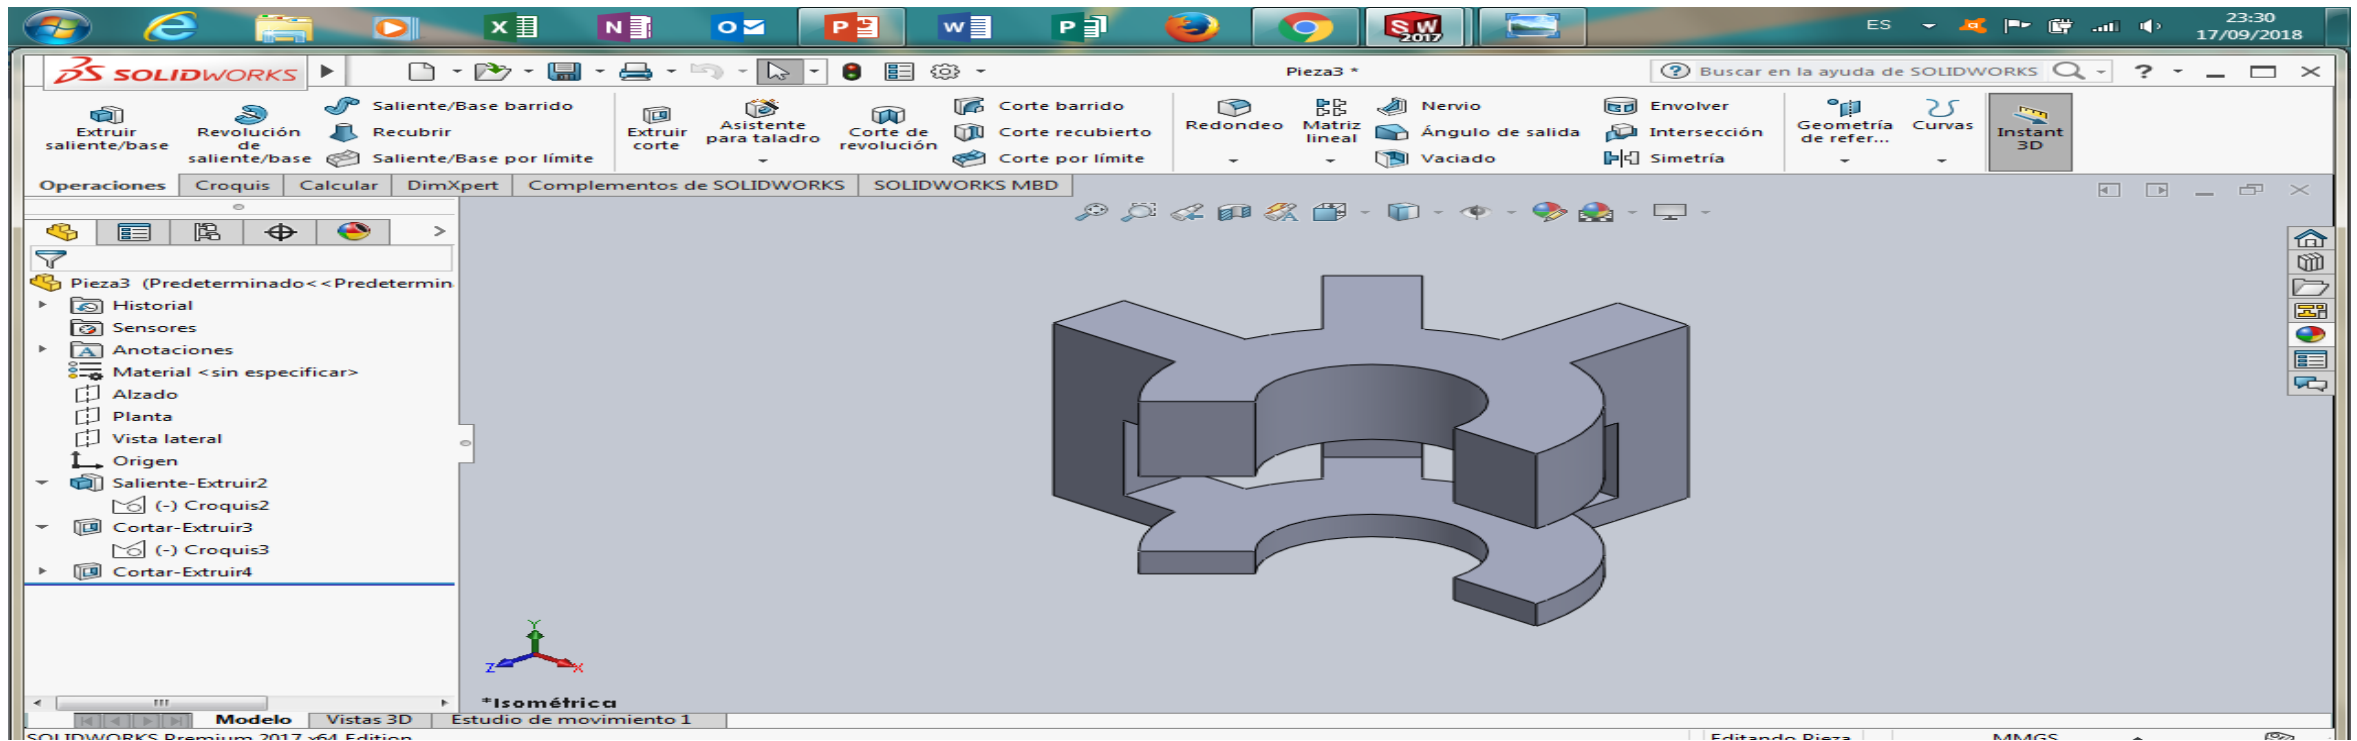 ES
23:30
17/09/2018
SOLIDWORKS
Pieza3 *
Buscar en la ayuda de SOLIDWORKS
Extruir saliente/base
Revolución de saliente/base
Saliente/Base barrido
Recubrir
Saliente/Base por límite
Extruir corte
Asistente para taladro
Corte de revolución
Corte barrido
Corte recubierto
Corte por límite
Redondeo
Matriz lineal
Nervio
Ángulo de salida
Vaciado
Envolver
Intersección
Simetría
Geometría de refer...
Curvas
Instant 3D
Operaciones
Croquis
Calcular
DimXpert
Complementos de SOLIDWORKS
SOLIDWORKS MBD
Pieza3 (Predeterminado<<Predetermin
Historial
Sensores
Anotaciones
Material <sin especificar>
Alzado
Planta
Vista lateral
Origen
Saliente-Extruir2
(-) Croquis2
Cortar-Extruir3
(-) Croquis3
Cortar-Extruir4
Y
Z
X
*Isométrica
Modelo
Vistas 3D
Estudio de movimiento 1
SOLIDWORKS Premium 2017 x64 Edition
Editando Pieza
MMGS